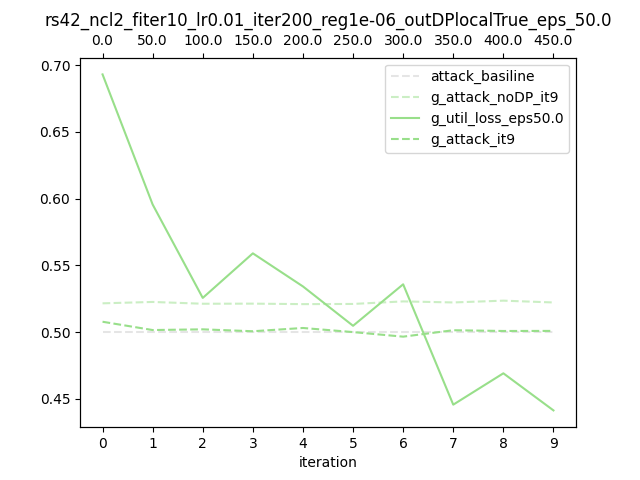 rs42_ncl2_fiter10_lr0.01_iter200_reg1e-06_outDPlocalTrue_eps_50.0
0.0 50.0 100.0 150.0 200.0 250.0 300.0 350.0 400.0 450.0
attack_basiline
g_attack_noDP_it9
g_util_loss_eps50.0
g_attack_it9
0.70
0.65
0.60
0.55
0.50
0.45
0 1 2 3 4 5 6 7 8 9
iteration